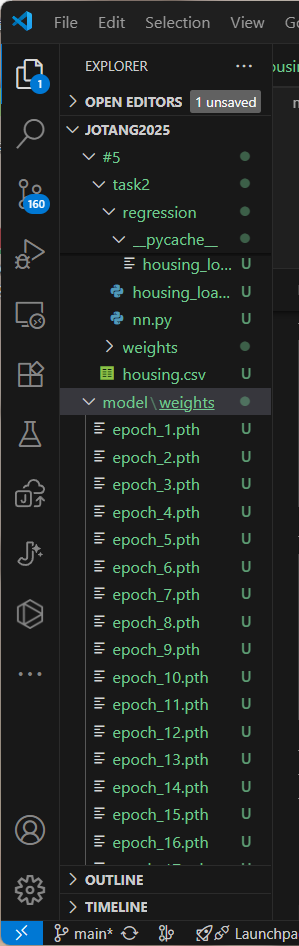 File Edit Selection View Go
EXPLORER ...
1
OPEN EDITORS 1 unsaved
JOTANG2025
#5
task2
160
regression
__pycache__
housing_lo... U
housing_loa... U
nn.py U
weights
housing.csv U
model\weights
epoch_1.pth U
epoch_2.pth U
epoch_3.pth U
epoch_4.pth U
epoch_5.pth U
epoch_6.pth U
epoch_7.pth U
epoch_8.pth U
epoch_9.pth U
epoch_10.pth U
epoch_11.pth U
epoch_12.pth U
epoch_13.pth U
epoch_14.pth U
epoch_15.pth U
epoch_16.pth U
OUTLINE
TIMELINE
main* Launchpa